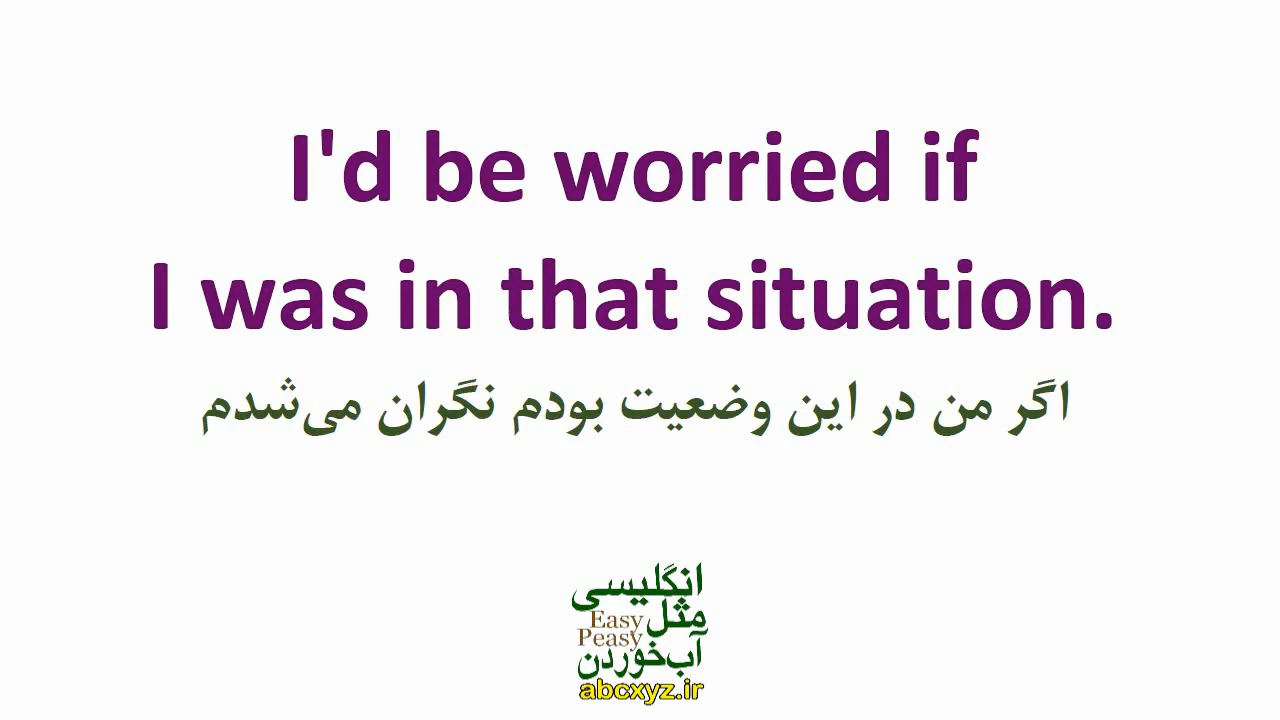 I'd be worried if
I was in that situation.
اگر من در این وضعیت بودم نگران می‌شدم
انگلیسی
مثل
Easy
Peasy
آب‌خوردن
abcxyz.ir